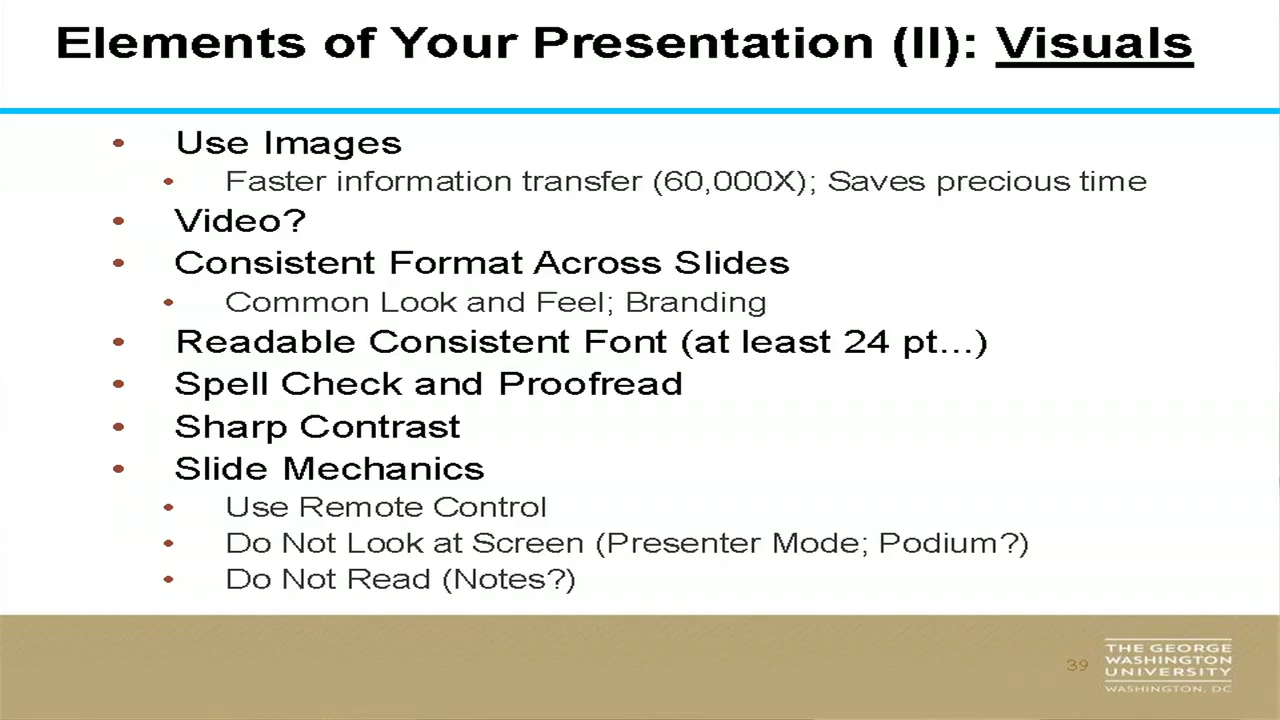 Elements of Your Presentation (II): Visuals
• Use Images
• Faster information transfer (60,000X); Saves precious time
• Video?
• Consistent Format Across Slides
• Common Look and Feel; Branding
• Readable Consistent Font (at least 24 pt...)
• Spell Check and Proofread
• Sharp Contrast
• Slide Mechanics
• Use Remote Control
• Do Not Look at Screen (Presenter Mode; Podium?)
• Do Not Read (Notes?)
39
THE GEORGE
WASHINGTON
UNIVERSITY
WASHINGTON, DC